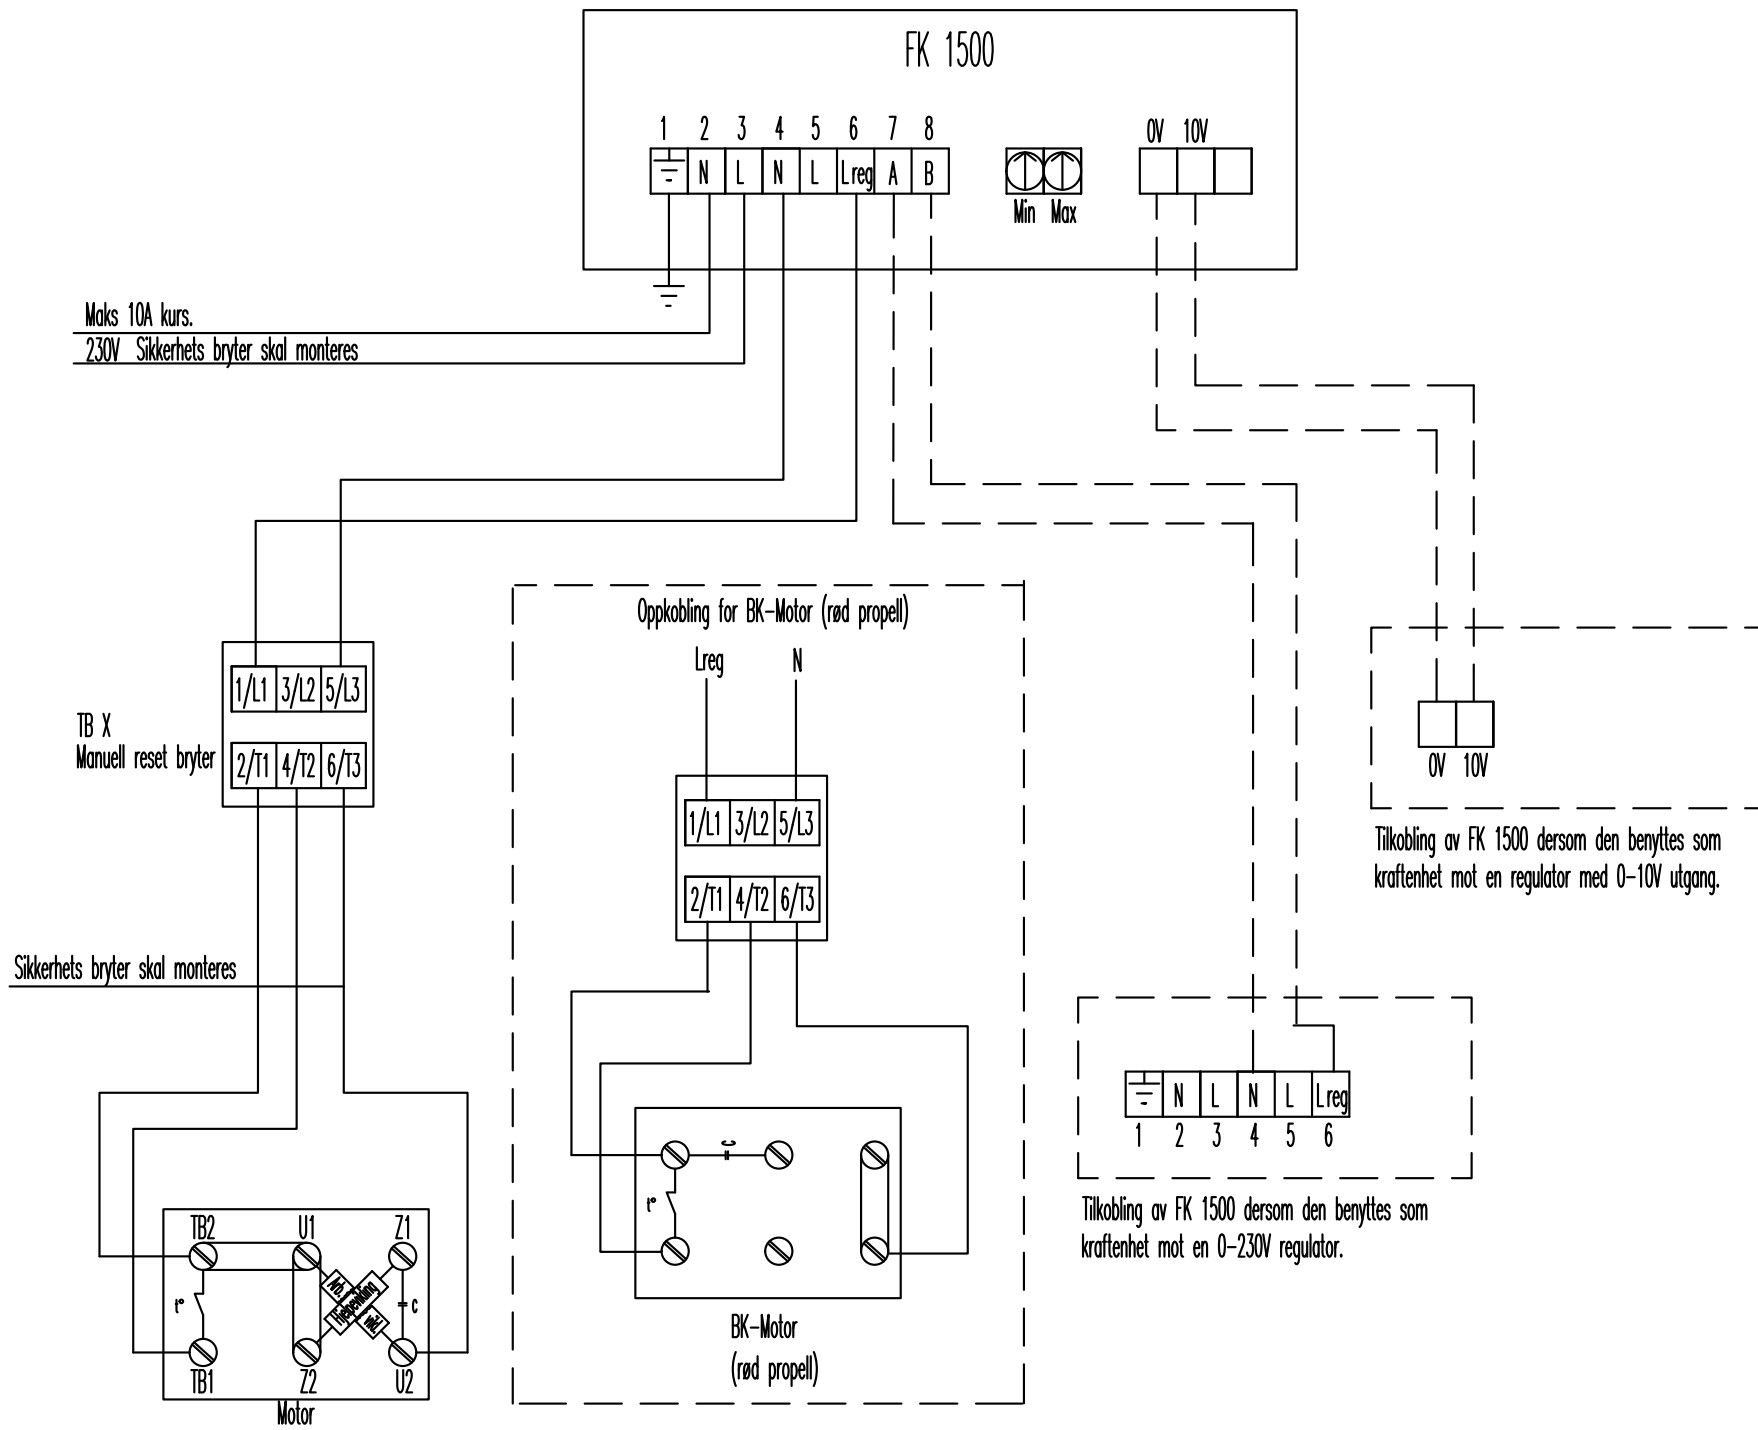 FK 1500
1 2 3 4 5 6 7 8
0V 10V
N L N L Lreg A B
Min Max
Maks 10A kurs.
230V Sikkerhets bryter skal monteres
Oppkobling for BK-Motor (rød propell)
Lreg N
1/L1 3/L2 5/L3
TB X
Manuell reset bryter
2/T1 4/T2 6/T3
1/L1 3/L2 5/L3
2/T1 4/T2 6/T3
0V 10V
Tilkobling av FK 1500 dersom den benyttes som
kraftenhet mot en regulator med 0-10V utgang.
Sikkerhets bryter skal monteres
N L N L Lreg
1 2 3 4 5 6
Tilkobling av FK 1500 dersom den benyttes som
kraftenhet mot en 0-230V regulator.
C
t°
BK-Motor
(rød propell)
TB2 U1 Z1
Arb.
t° c
TB1 Z2 U2
Motor